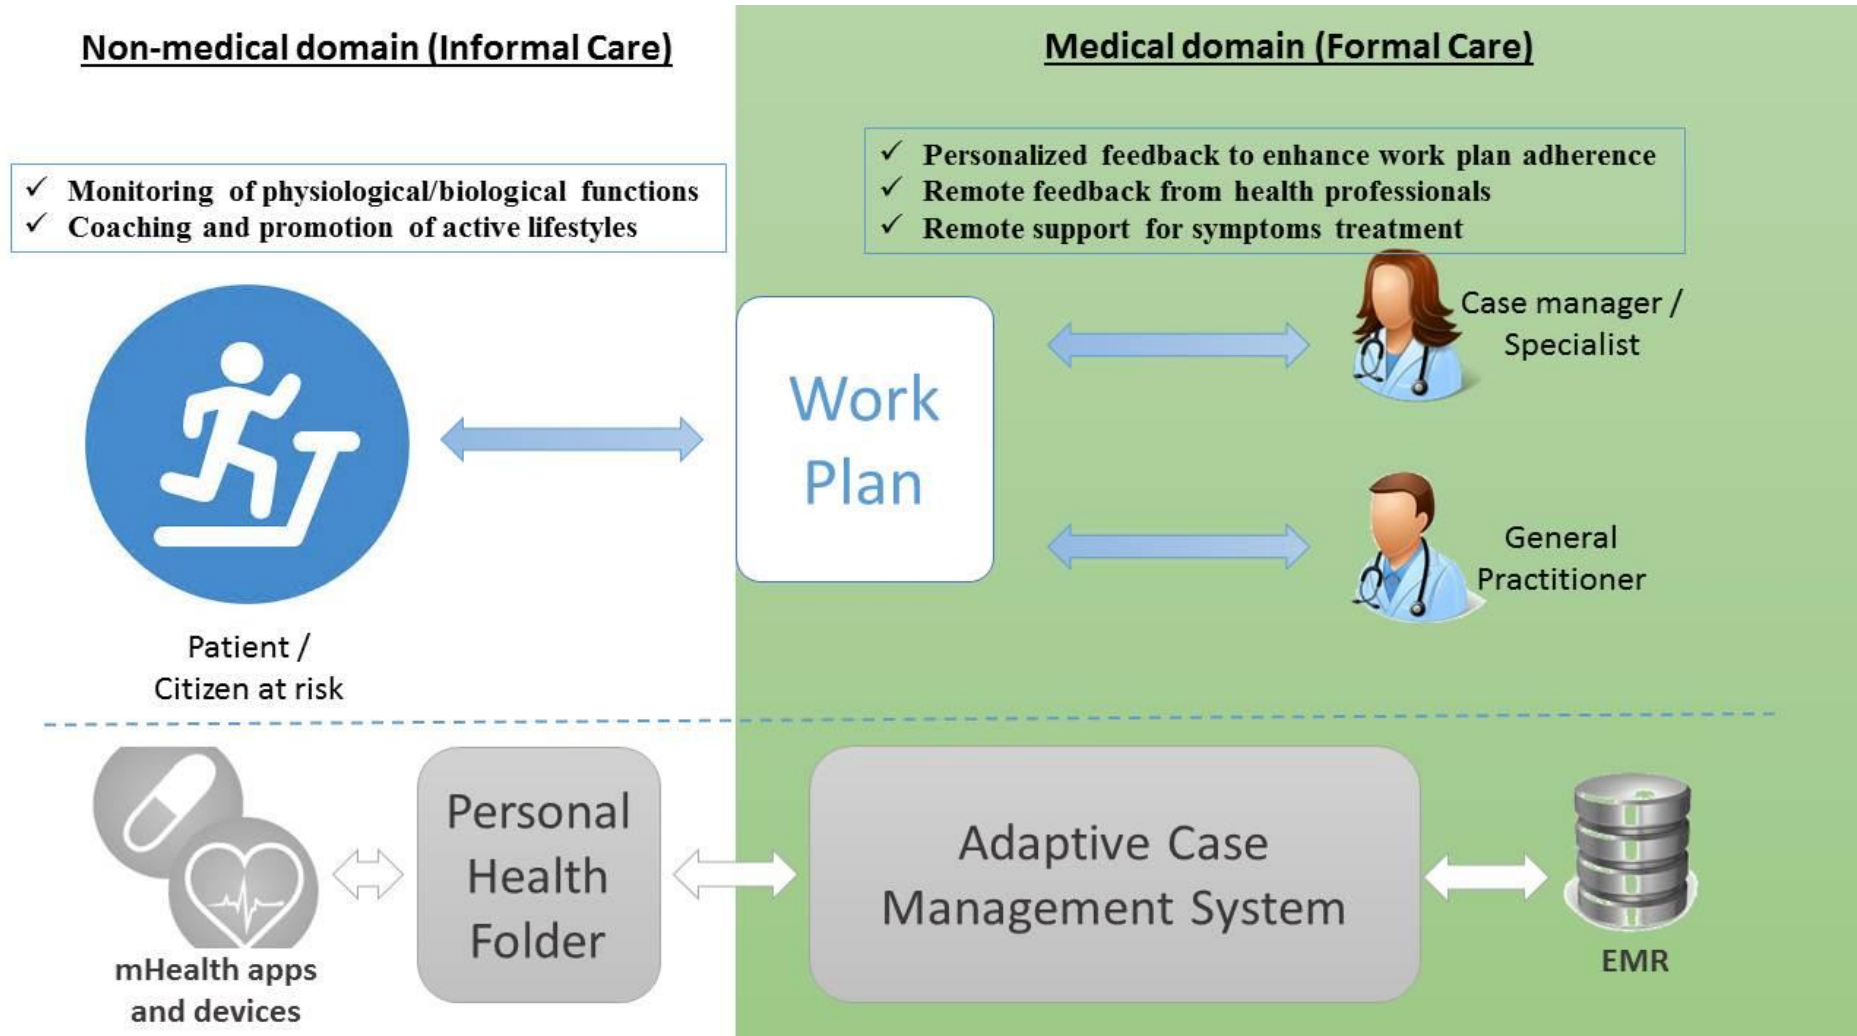 Non-medical domain (Informal Care)
Medical domain (Formal Care)
✓ Monitoring of physiological/biological functions
✓ Coaching and promotion of active lifestyles
✓ Personalized feedback to enhance work plan adherence
✓ Remote feedback from health professionals
✓ Remote support for symptoms treatment
Patient /
Citizen at risk
Work
Plan
Case manager /
Specialist
General
Practitioner
mHealth apps
and devices
Personal
Health
Folder
Adaptive Case
Management System
EMR